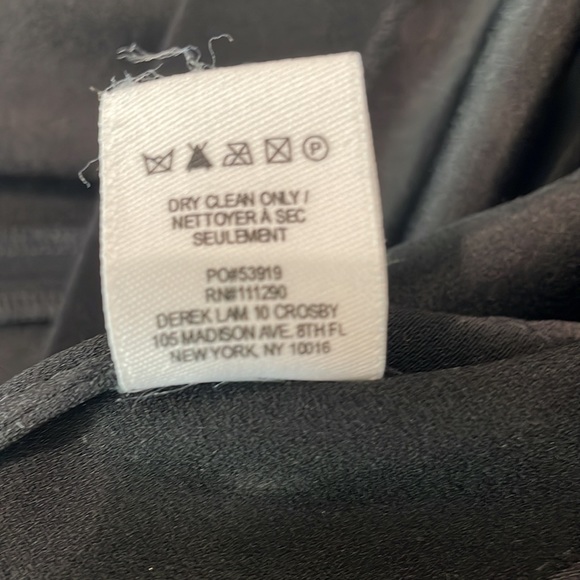 P
DRY CLEAN ONLY /
NETTOYER À SEC
SEULEMENT
PO#53919
RN#111290
DEREK LAM 10 CROSBY
105 MADISON AVE. 8TH FL
NEW YORK, NY 10016